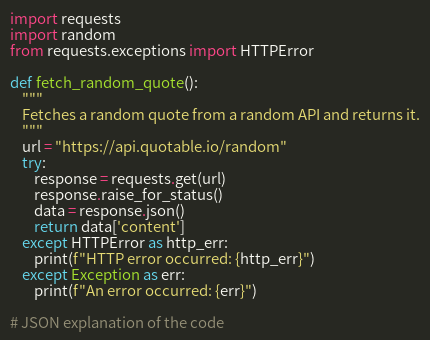 import requests
import random
from requests.exceptions import HTTPError

def fetch_random_quote():
    """
    Fetches a random quote from a random API and returns it.
    """
    url = "https://api.quotable.io/random"
    try:
        response = requests.get(url)
        response.raise_for_status()
        data = response.json()
        return data['content']
    except HTTPError as http_err:
        print(f"HTTP error occurred: {http_err}")
    except Exception as err:
        print(f"An error occurred: {err}")

# JSON explanation of the code